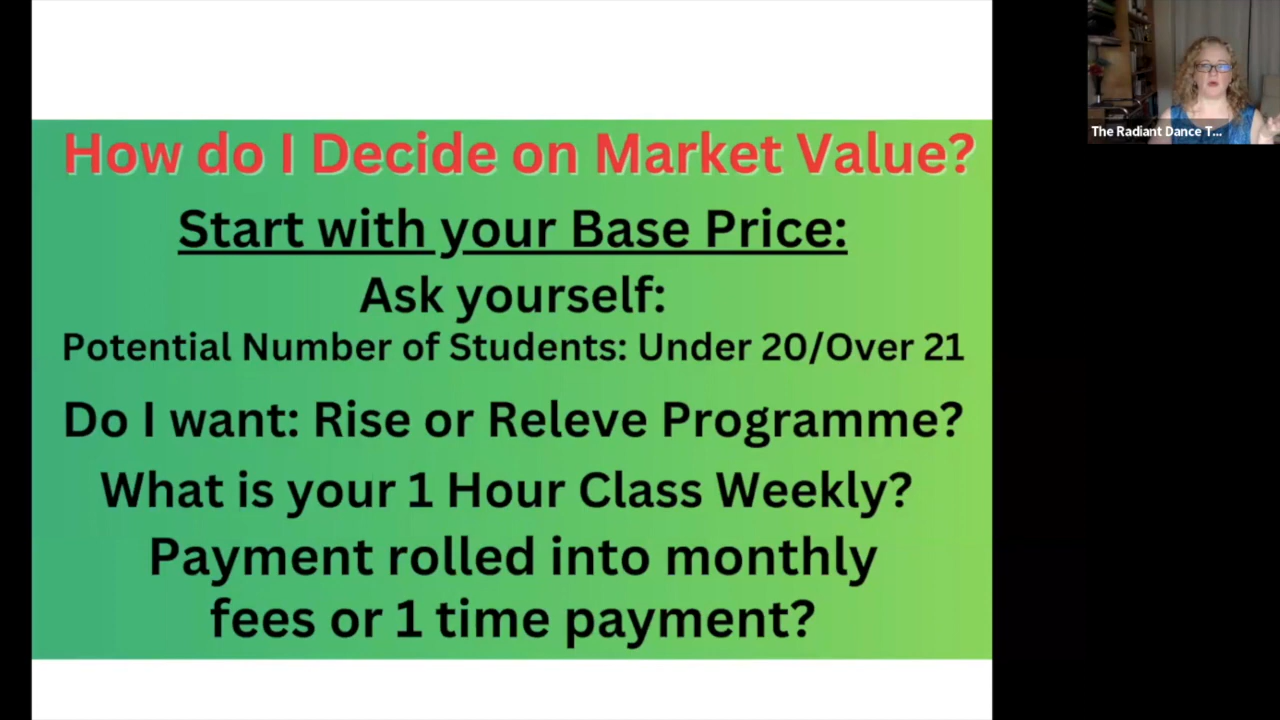 How do I Decide on Market Value?
Start with your Base Price:
Ask yourself:
Potential Number of Students: Under 20/Over 21
Do I want: Rise or Releve Programme?
What is your 1 Hour Class Weekly?
Payment rolled into monthly
fees or 1 time payment?
The Radiant Dance T...